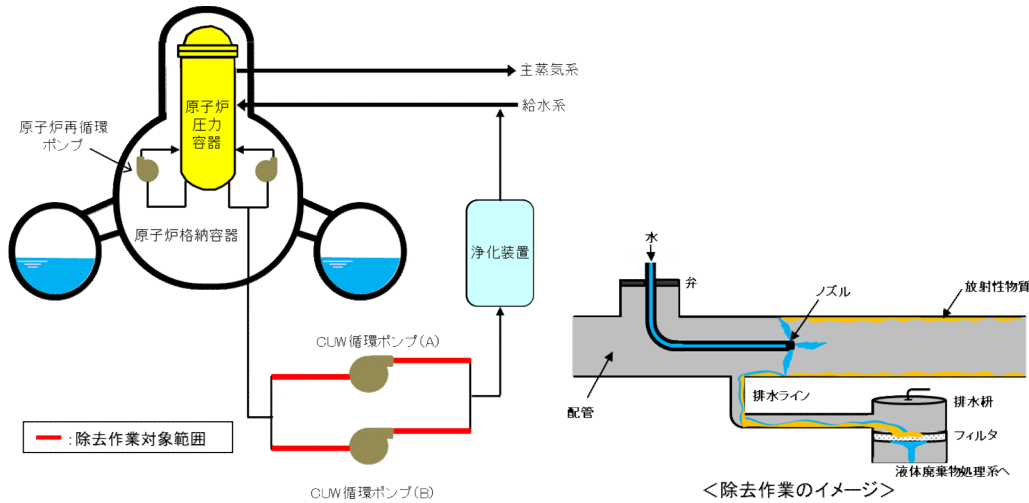 主蒸気系
給水系
原子炉
圧力
容器
原子炉再循環
ポンプ
原子炉格納容器
浄化装置
CUW循環ポンプ(A)
CUW循環ポンプ(B)
:除去作業対象範囲
水
弁
ノズル
放射性物質
配管
排水ライン
排水枡
フィルタ
液体廃棄物処理系へ
＜除去作業のイメージ＞